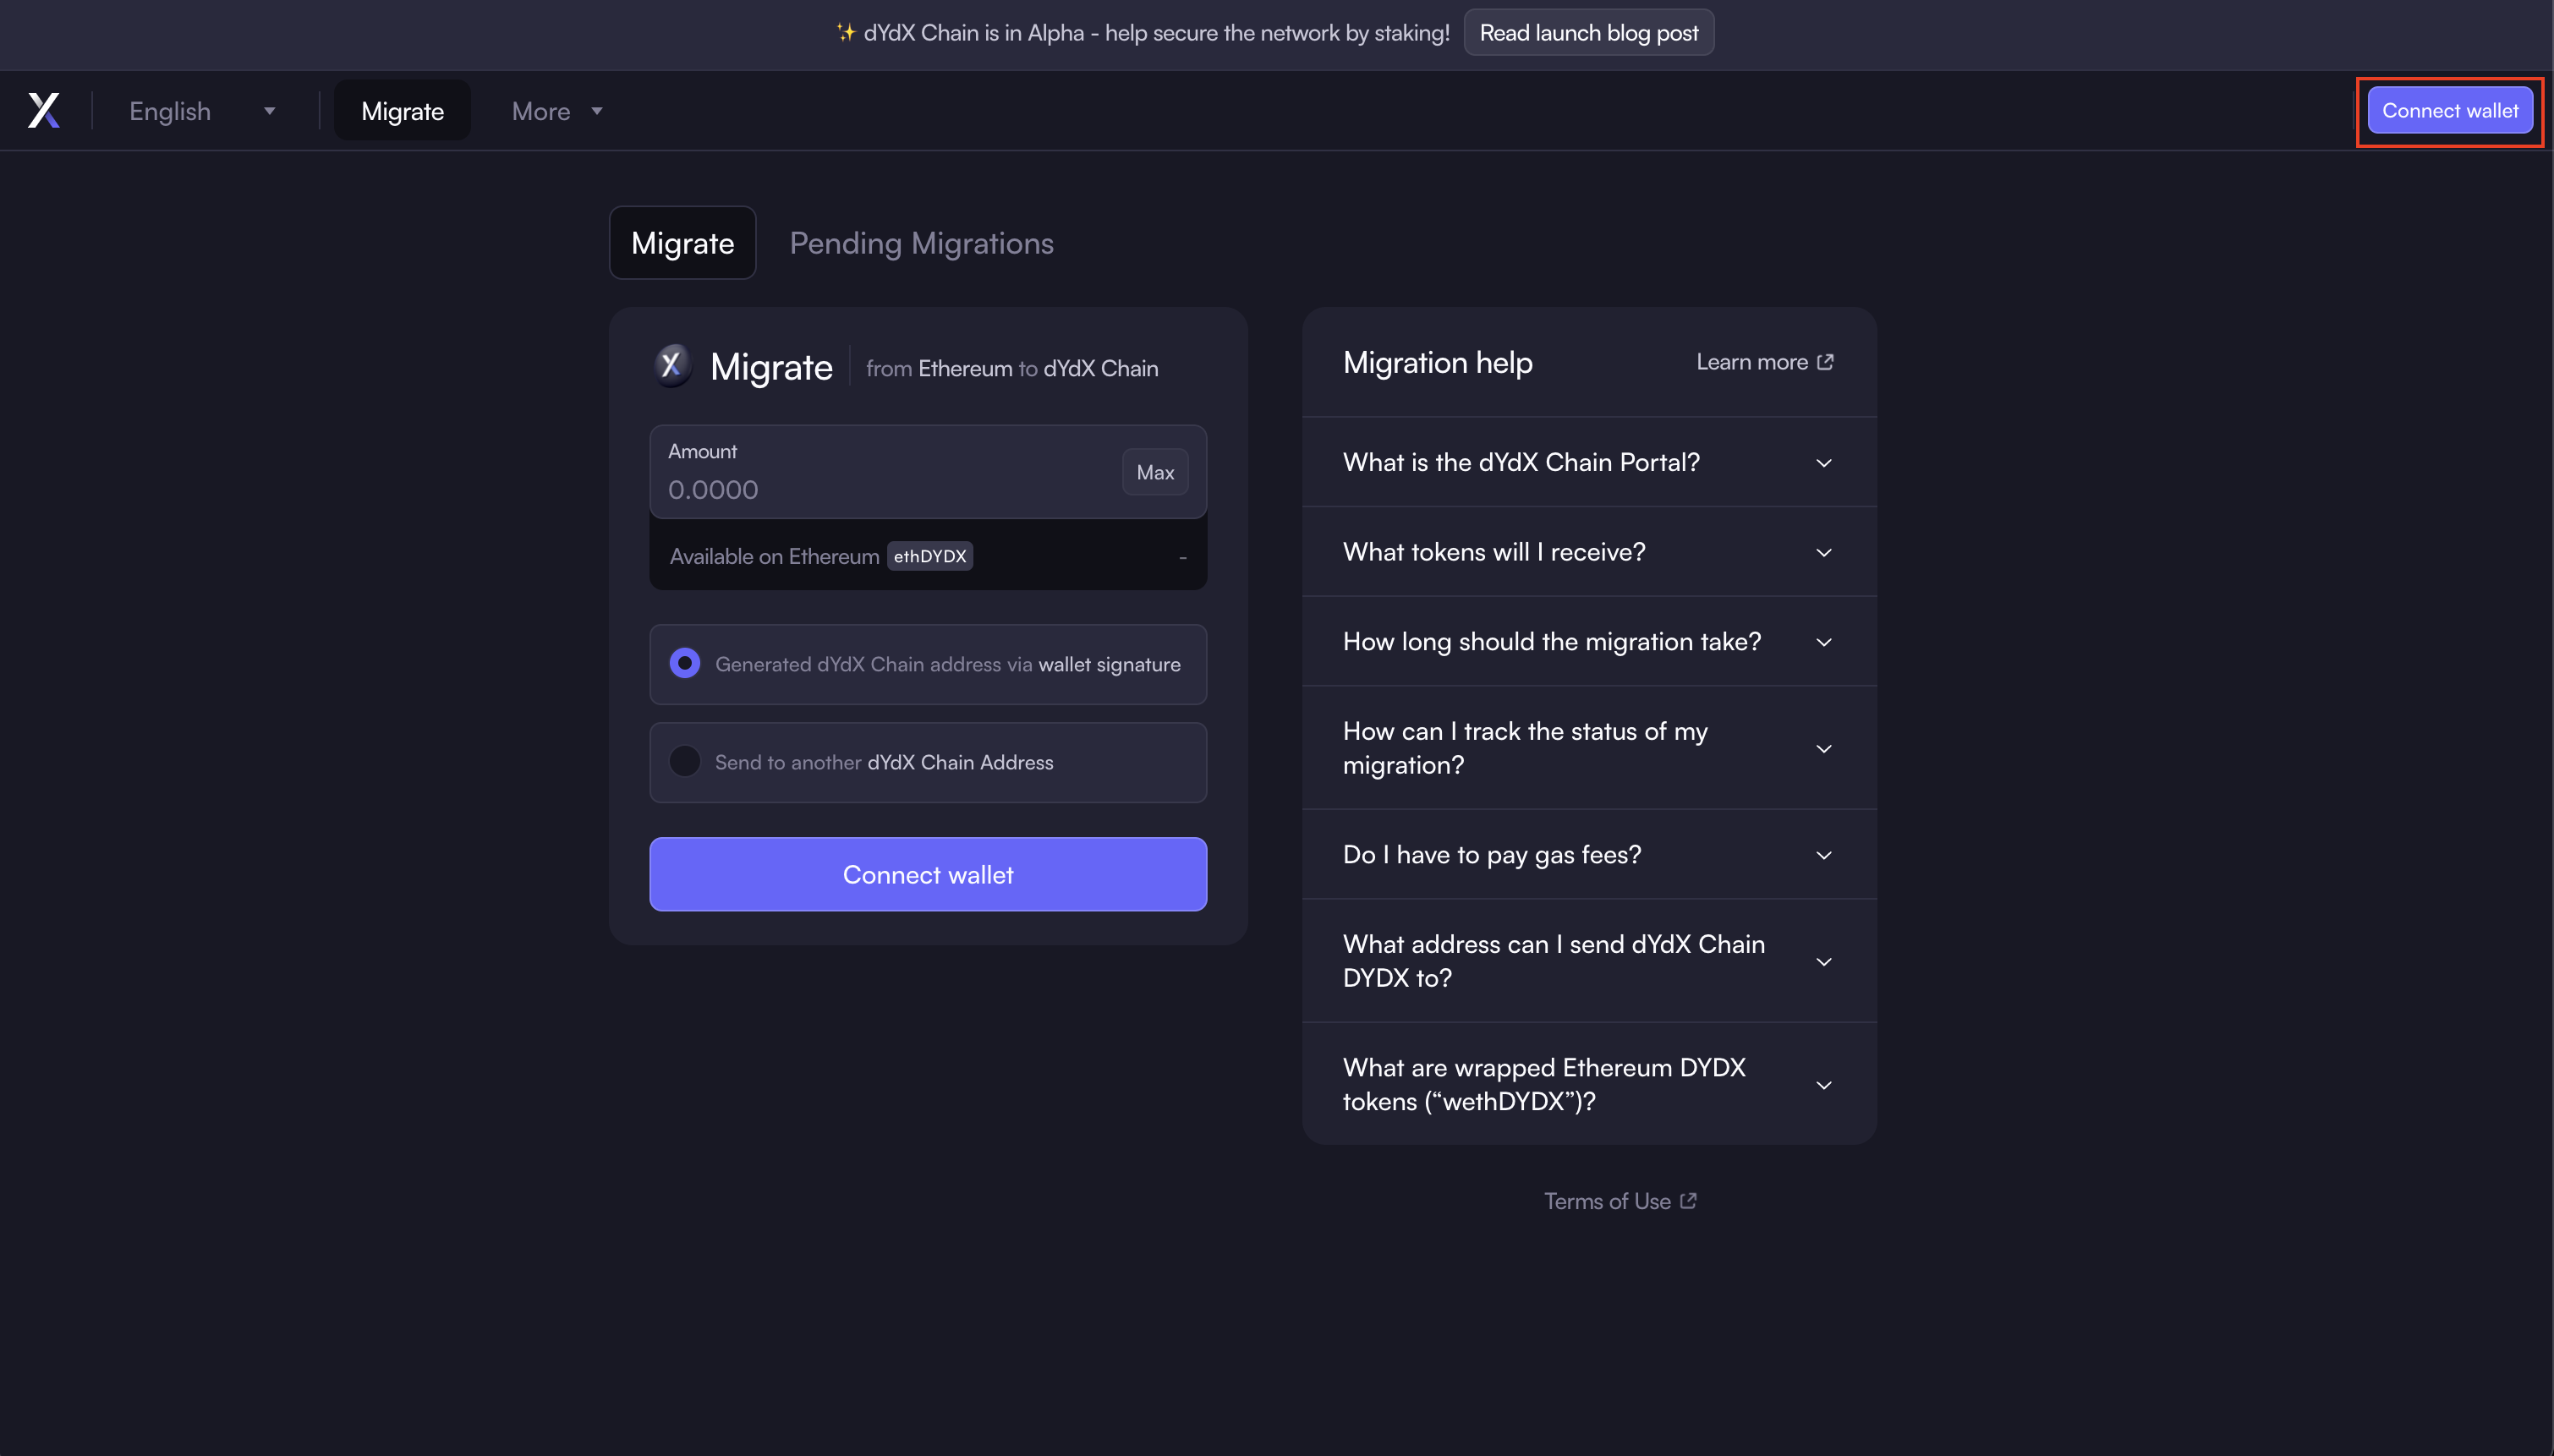 ✨ dYdX Chain is in Alpha - help secure the network by staking! Read launch blog post
English Migrate More Connect wallet
Migrate Pending Migrations
Migrate from Ethereum to dYdX Chain
Amount
0.0000
Max
Available on Ethereum ethDYDX -
Generated dYdX Chain address via wallet signature
Send to another dYdX Chain Address
Connect wallet
Migration help Learn more
What is the dYdX Chain Portal?
What tokens will I receive?
How long should the migration take?
How can I track the status of my
migration?
Do I have to pay gas fees?
What address can I send dYdX Chain
DYDX to?
What are wrapped Ethereum DYDX
tokens (“wethDYDX”)?
Terms of Use